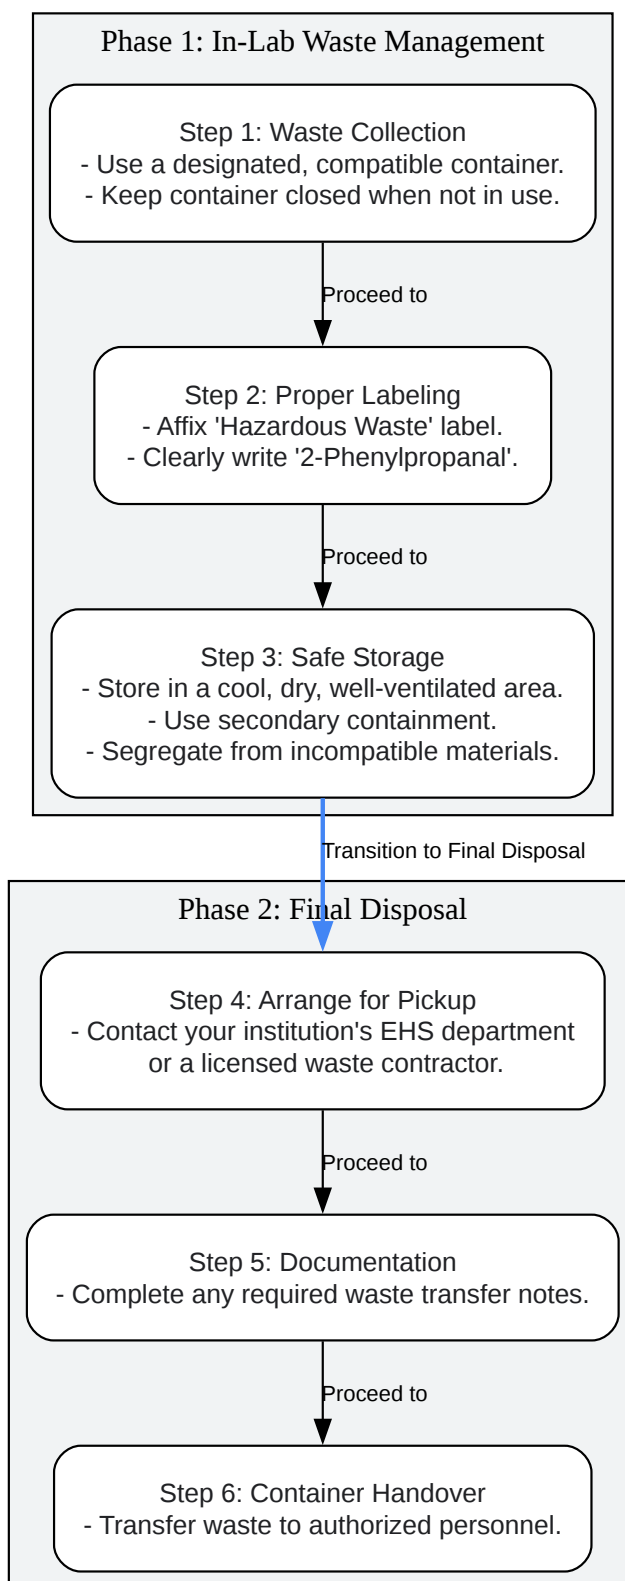 Phase 1: In-Lab Waste Management
Step 1: Waste Collection
- Use a designated, compatible container.
- Keep container closed when not in use.
Proceed to
Step 2: Proper Labeling
- Affix 'Hazardous Waste' label.
- Clearly write '2-Phenylpropanal'.
Proceed to
Step 3: Safe Storage
- Store in a cool, dry, well-ventilated area.
- Use secondary containment.
- Segregate from incompatible materials.
Transition to Final Disposal
Phase 2: Final Disposal
Step 4: Arrange for Pickup
- Contact your institution's EHS department
or a licensed waste contractor.
Proceed to
Step 5: Documentation
- Complete any required waste transfer notes.
Proceed to
Step 6: Container Handover
- Transfer waste to authorized personnel.